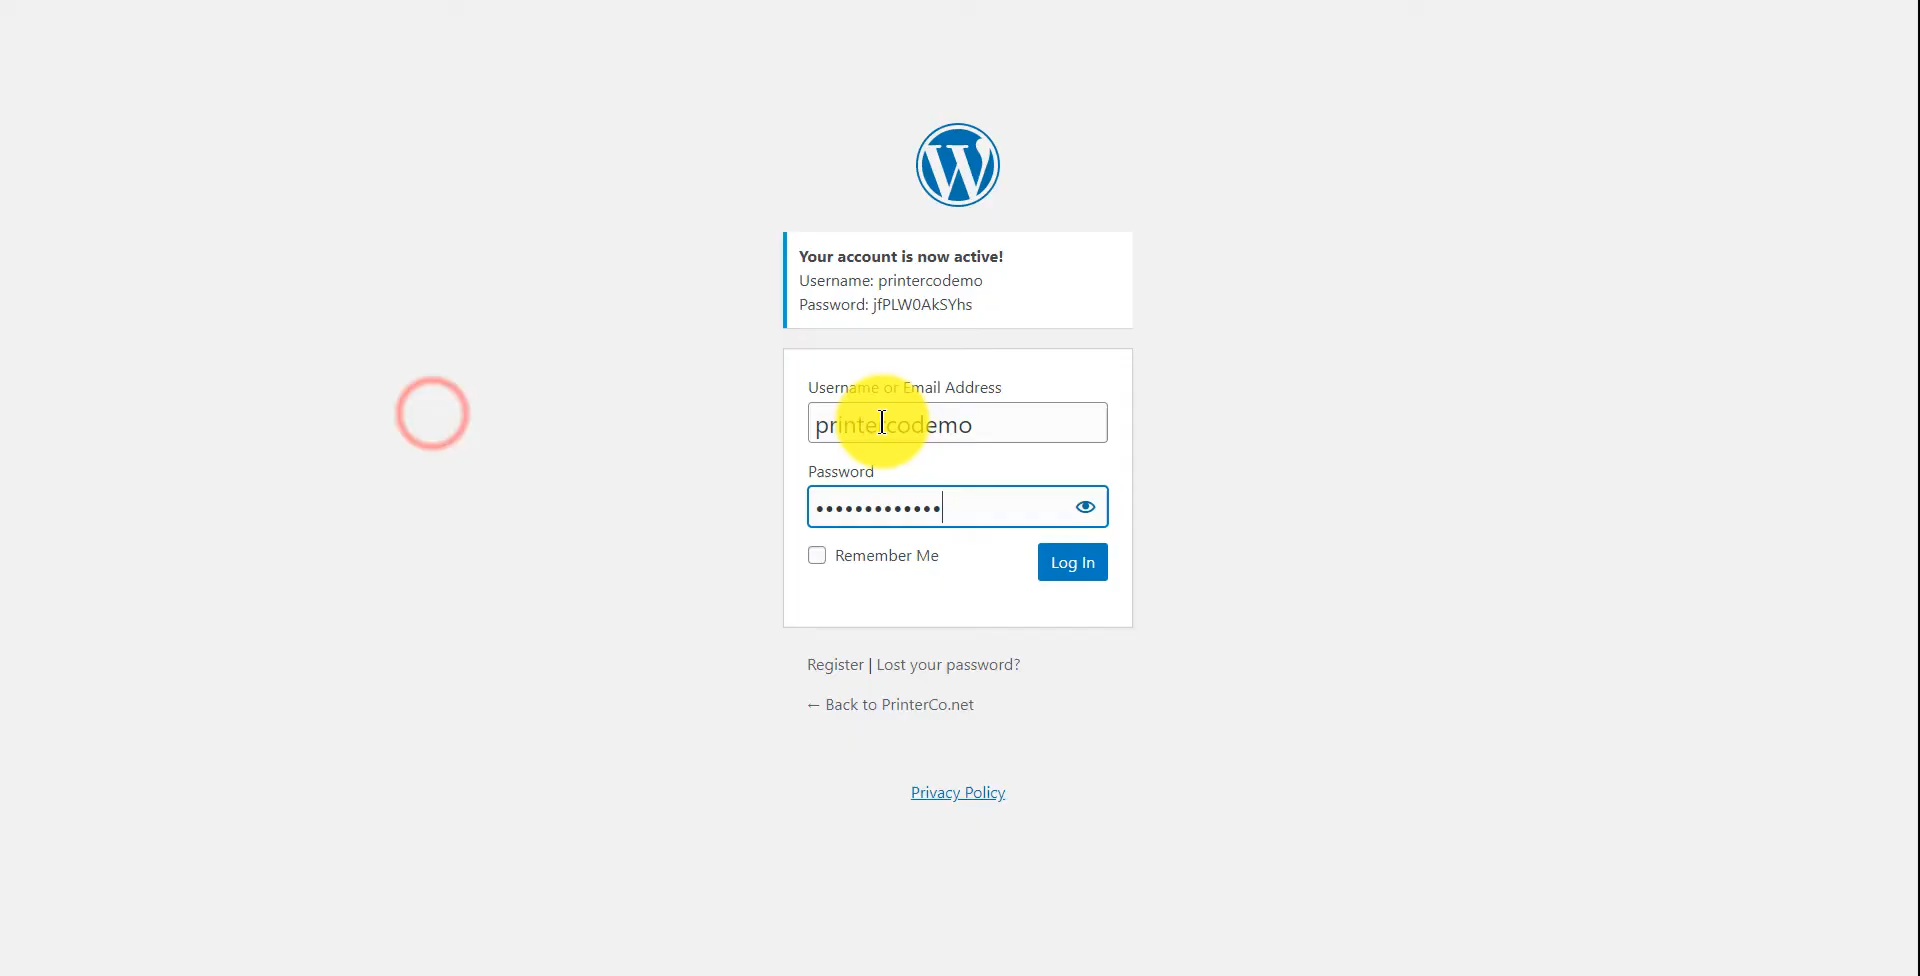 Your account is now active!
Username: printercodemo
Password: jfPLW0AkSYhs
Username or Email Address
printercodemo
Password
•••••••••••••
Remember Me
Log In
Register | Lost your password?
← Back to PrinterCo.net
Privacy Policy